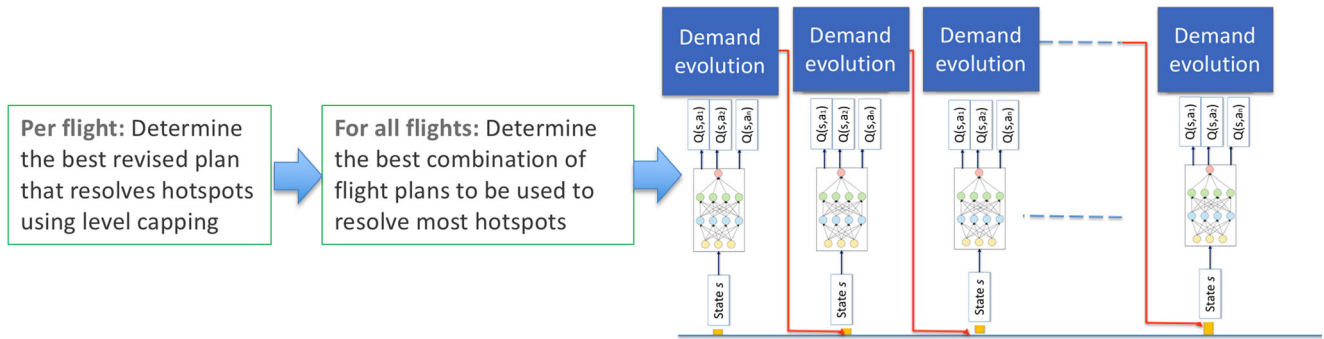 Per flight: Determine
the best revised plan
that resolves hotspots
using level capping
For all flights: Determine
the best combination of
flight plans to be used to
resolve most hotspots
Demand
evolution
Q(s,a₁)
Q(s,a₂)
Q(s,aₙ)
State s
Demand
evolution
Q(s,a₁)
Q(s,a₂)
Q(s,aₙ)
State s
Demand
evolution
Q(s,a₁)
Q(s,a₂)
Q(s,aₙ)
State s
Demand
evolution
Q(s,a₁)
Q(s,a₂)
Q(s,aₙ)
State s